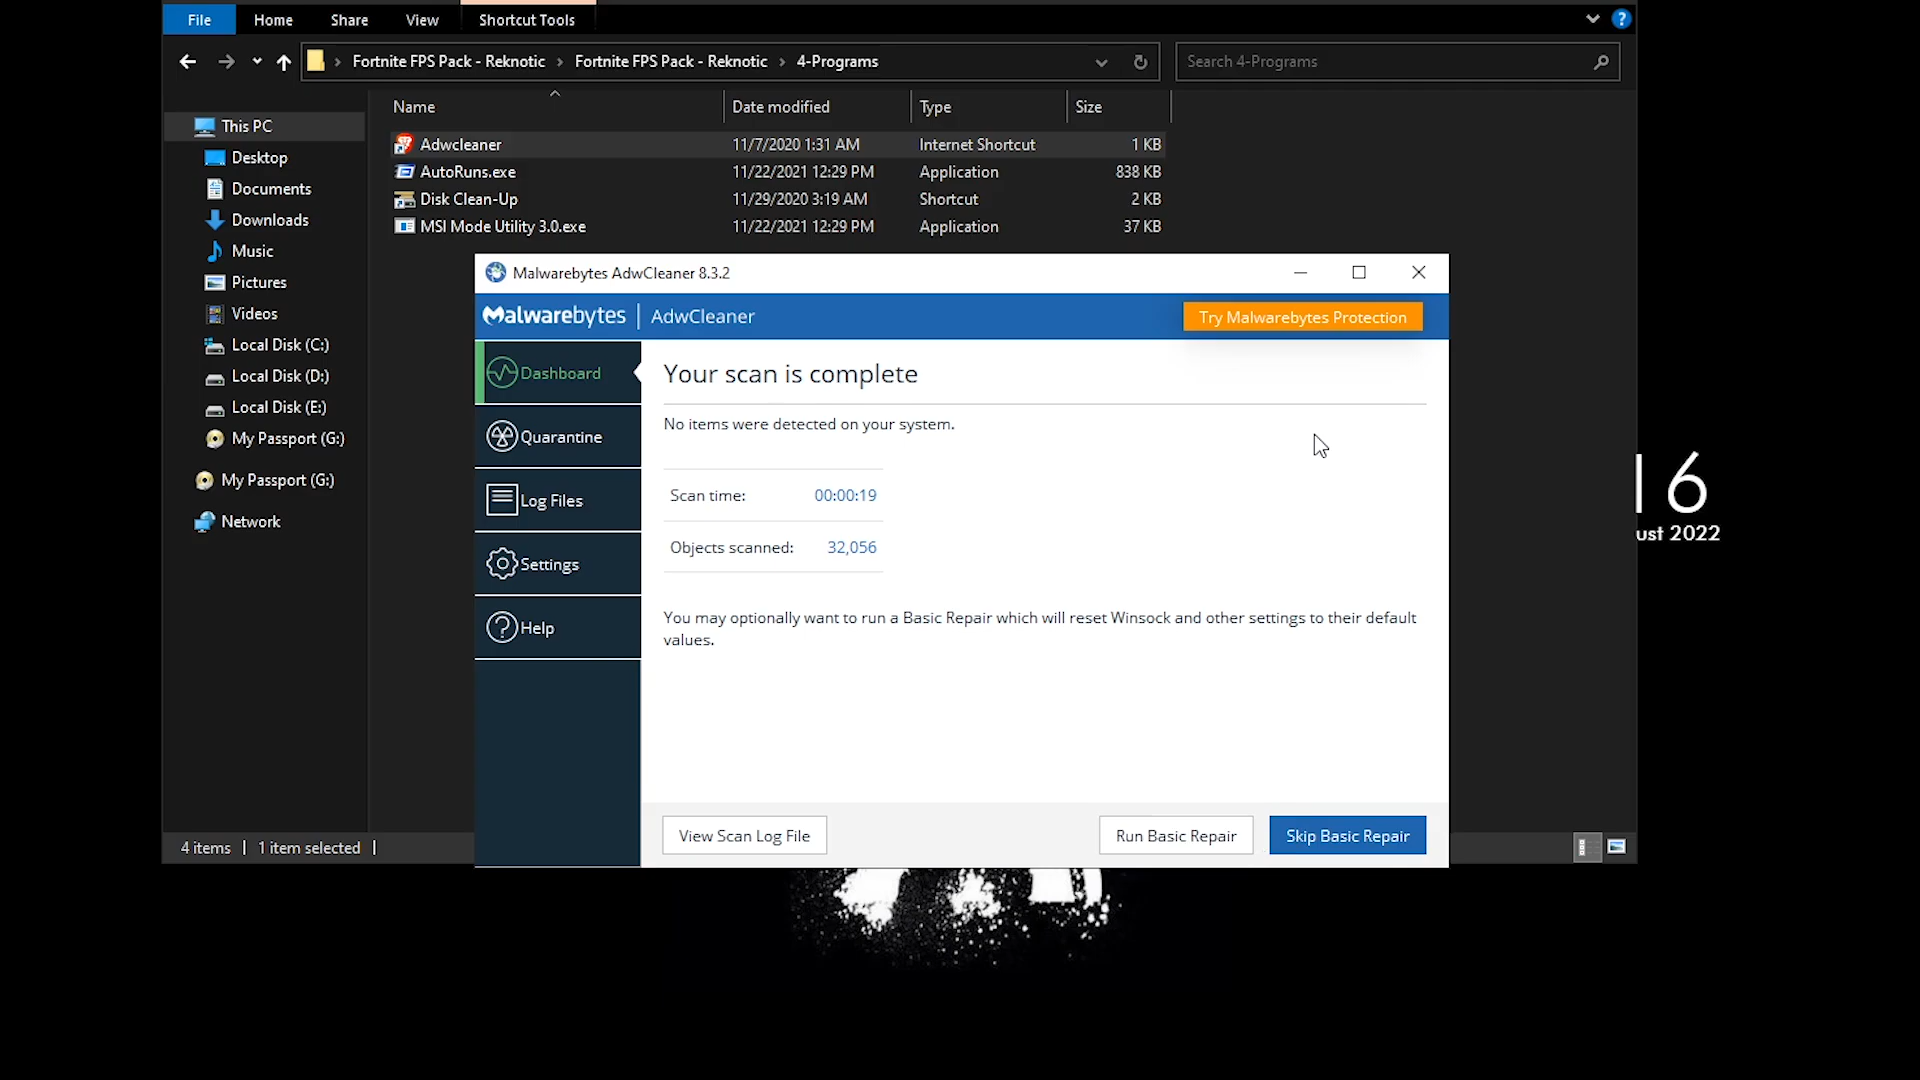 File Home Share View Shortcut Tools
Fortnite FPS Pack - Reknotic › Fortnite FPS Pack - Reknotic › 4-Programs
Search 4-Programs
Name Date modified Type Size
This PC
Desktop
Documents
Downloads
Music
Pictures
Videos
Local Disk (C:)
Local Disk (D:)
Local Disk (E:)
My Passport (G:)
My Passport (G:)
Network
Adwcleaner 11/7/2020 1:31 AM Internet Shortcut 1 KB
AutoRuns.exe 11/22/2021 12:29 PM Application 838 KB
Disk Clean-Up 11/29/2020 3:19 AM Shortcut 2 KB
MSI Mode Utility 3.0.exe 11/22/2021 12:29 PM Application 37 KB
Malwarebytes AdwCleaner 8.3.2
Malwarebytes | AdwCleaner
Try Malwarebytes Protection
Dashboard
Quarantine
Log Files
Settings
Help
Your scan is complete
No items were detected on your system.
Scan time: 00:00:19
Objects scanned: 32,056
You may optionally want to run a Basic Repair which will reset Winsock and other settings to their default
values.
View Scan Log File
Run Basic Repair
Skip Basic Repair
4 items 1 item selected
16
ust 2022